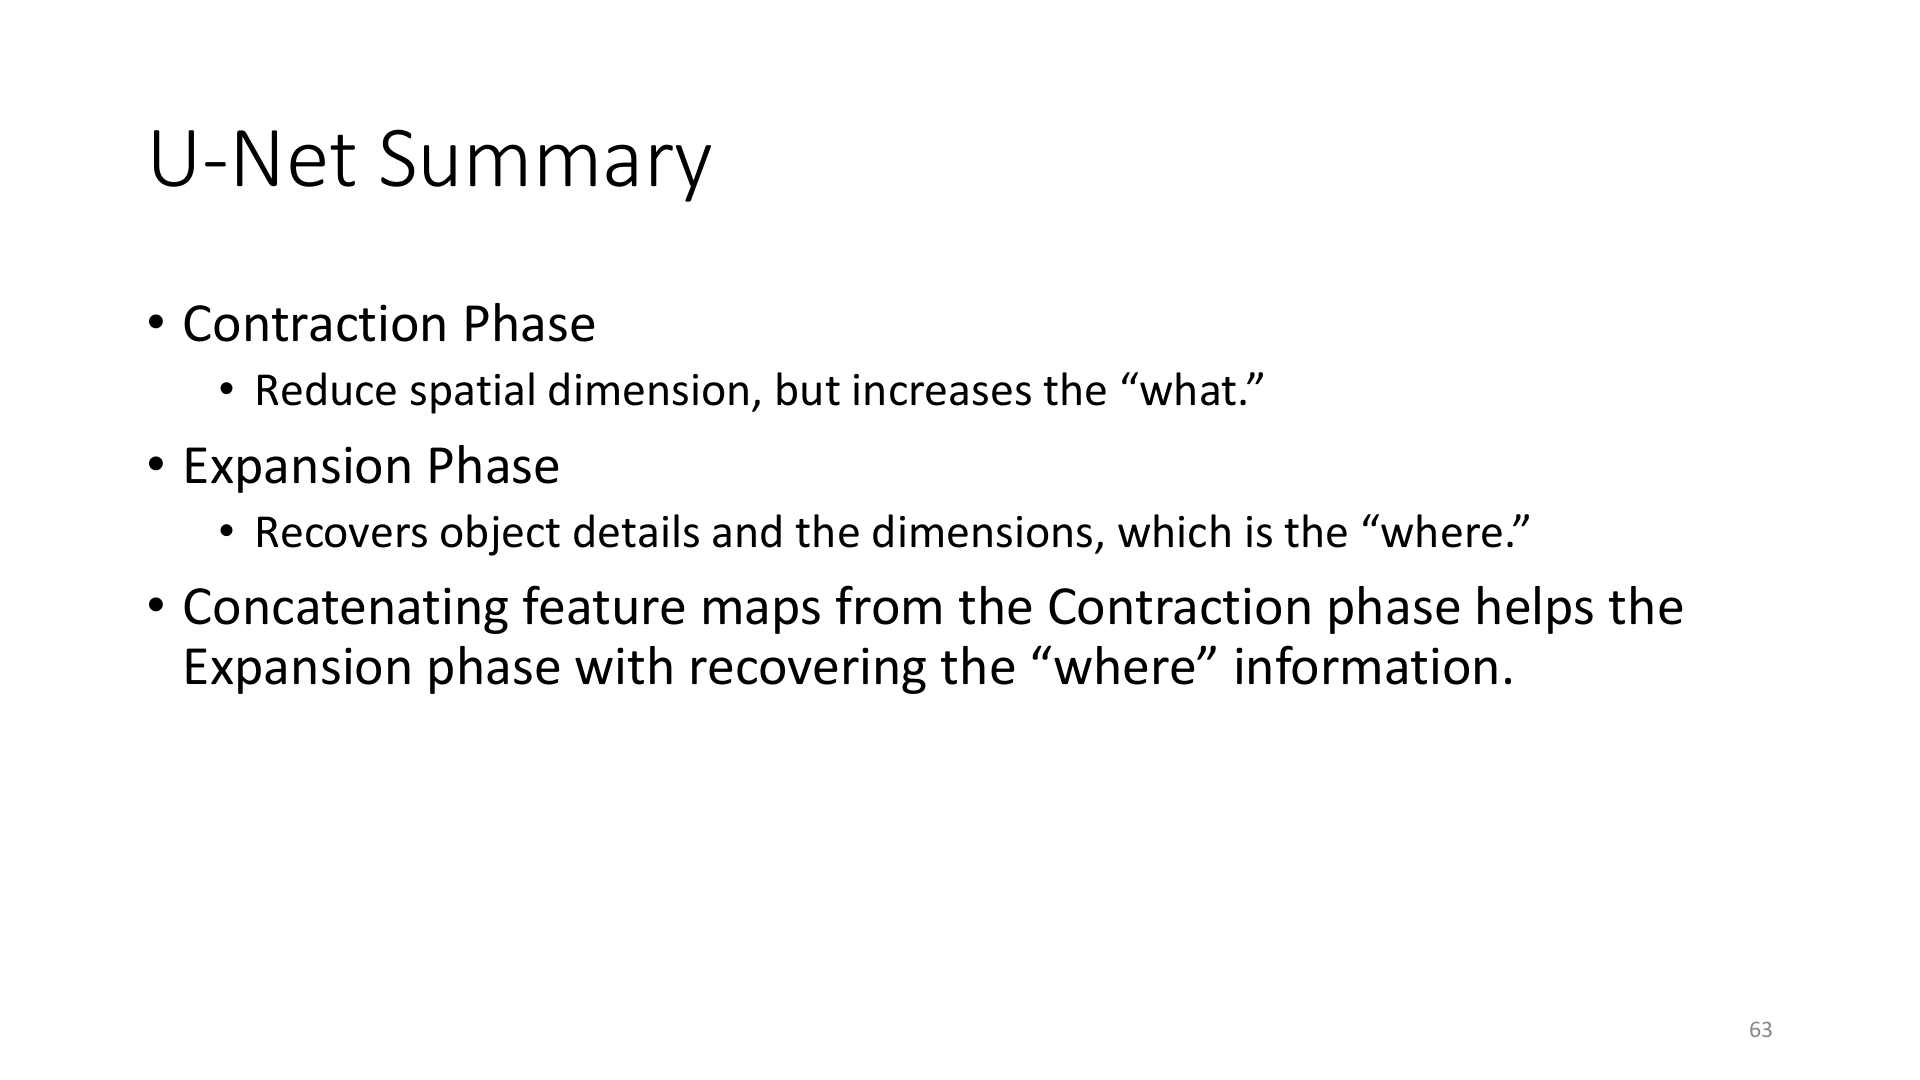 U-Net Summary
• Contraction Phase
• Reduce spatial dimension, but increases the “what.”
• Expansion Phase
• Recovers object details and the dimensions, which is the “where.”
• Concatenating feature maps from the Contraction phase helps the
Expansion phase with recovering the “where” information.
63